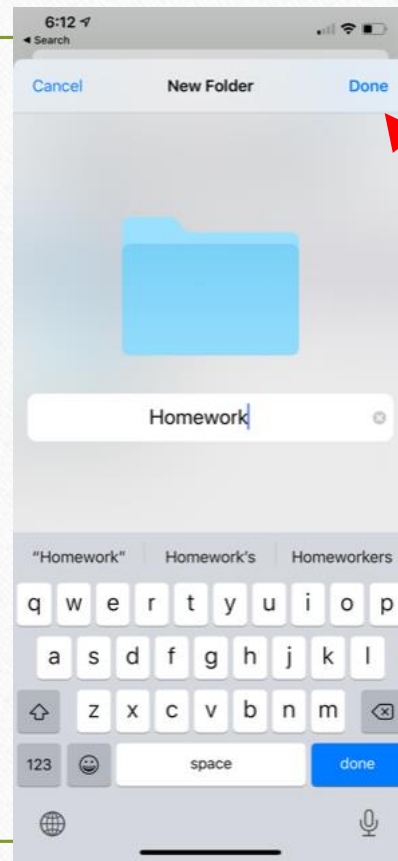 6:12
◀ Search
Cancel New Folder Done
Homework
"Homework" Homework's Homeworkers
q w e r t y u i o p
a s d f g h j k l
z x c v b n m
123 space done